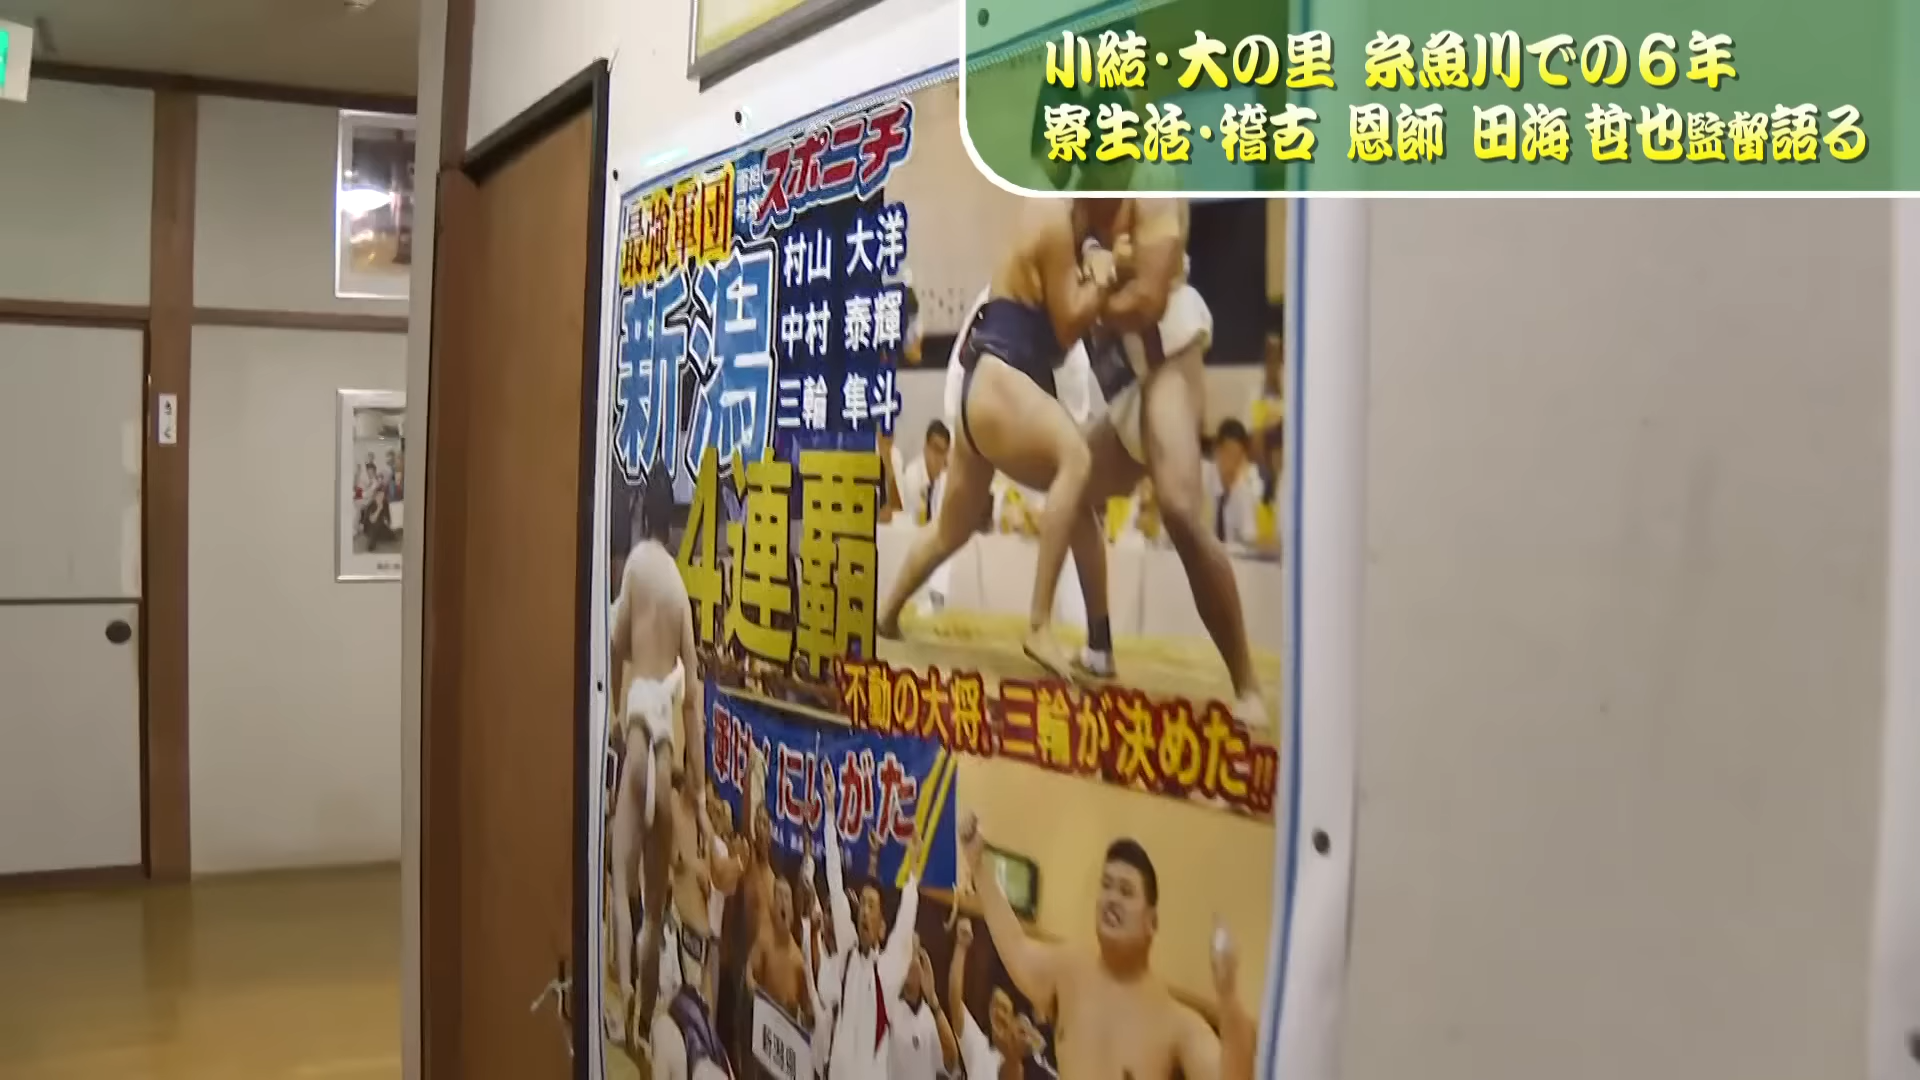 小結・大の里 糸魚川での6年
寮生活・稽古 恩師 田海 哲也監督語る
スポニチ
最強軍団
新潟
村山 大洋
中村 泰輝
三輪 隼斗
4連覇
不動の大将、三輪が決めた!!
にいがた
新潟県